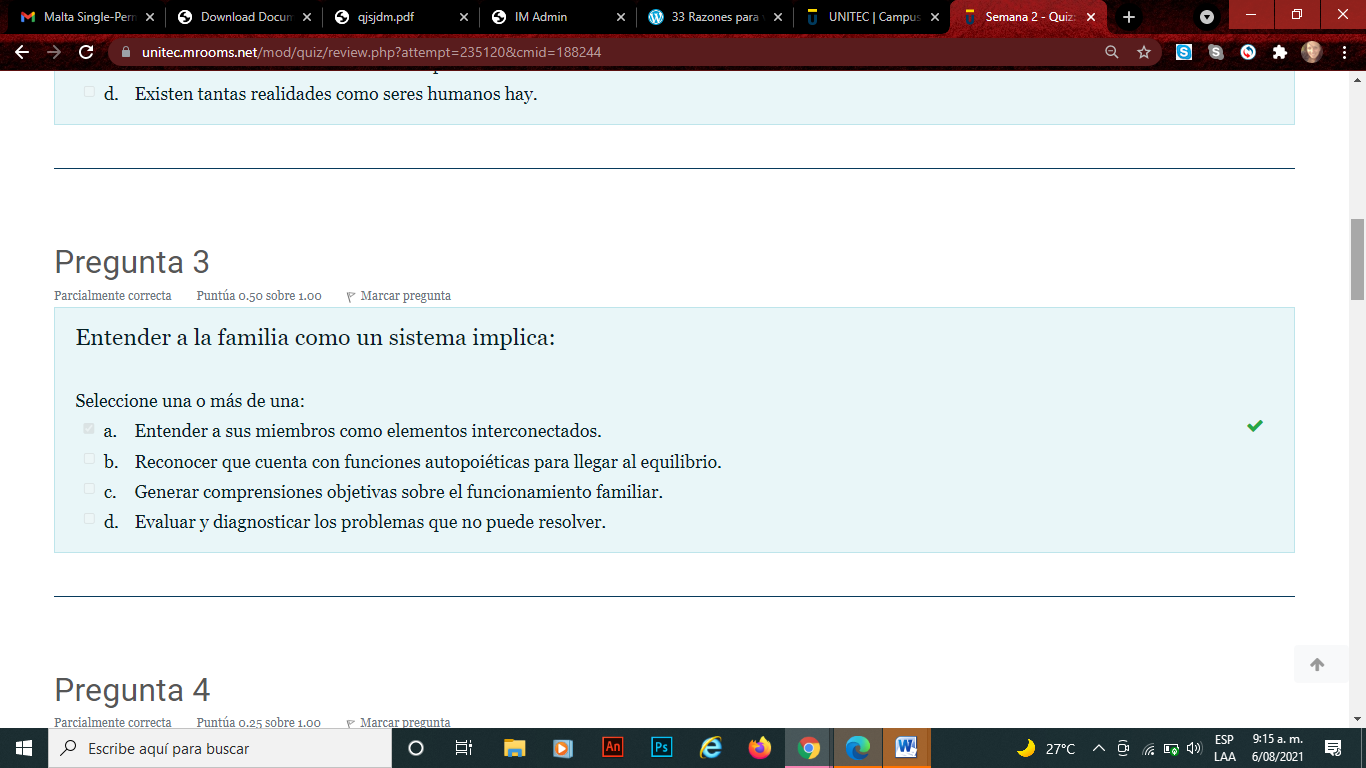 Malta Single-Perm
Download Docum
qjsjdm.pdf
IM Admin
33 Razones para
UNITEC | Campus
Semana 2 - Quiz
unitec.mrooms.net/mod/quiz/review.php?attempt=235120&cmid=188244
d. Existen tantas realidades como seres humanos hay.
Pregunta 3
Parcialmente correcta Puntúa 0.50 sobre 1.00 Marcar pregunta
Entender a la familia como un sistema implica:
Seleccione una o más de una:
a. Entender a sus miembros como elementos interconectados.
b. Reconocer que cuenta con funciones autopoiéticas para llegar al equilibrio.
c. Generar comprensiones objetivas sobre el funcionamiento familiar.
d. Evaluar y diagnosticar los problemas que no puede resolver.
Pregunta 4
Parcialmente correcta Puntúa 0.25 sobre 1.00 Marcar pregunta
Escribe aquí para buscar
An
Ps
27°C
ESP
LAA
9:15 a. m.
6/08/2021